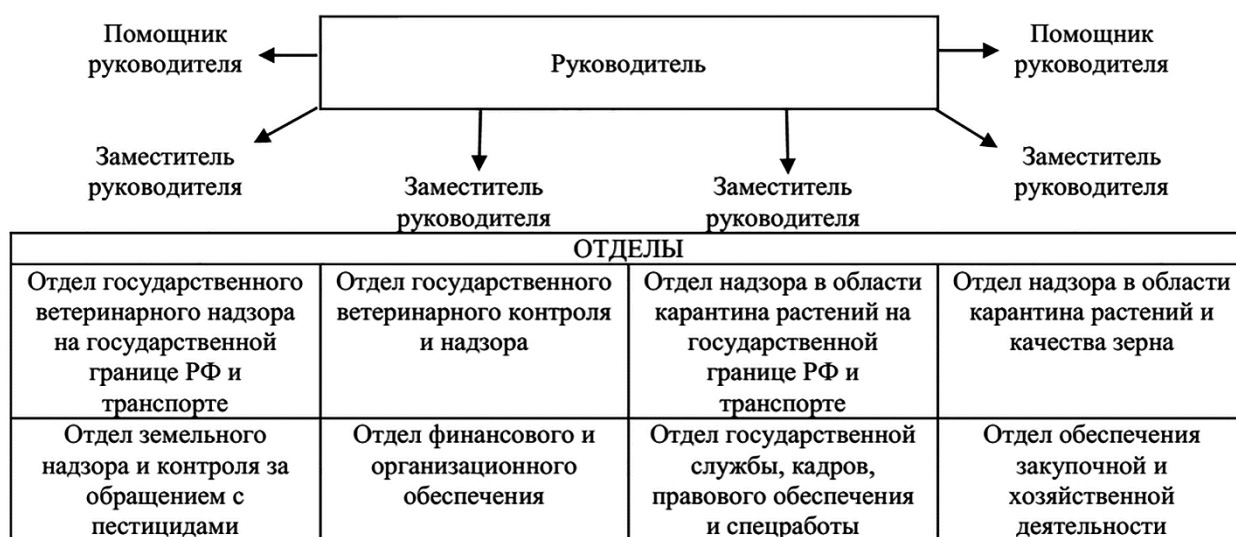 Помощник
руководителя
Руководитель
Помощник
руководителя
Заместитель
руководителя
Заместитель
руководителя
Заместитель
руководителя
Заместитель
руководителя
ОТДЕЛЫ
Отдел государственного
ветеринарного надзора
на государственной
границе РФ и
транспорте
Отдел государственного
ветеринарного контроля
и надзора
Отдел надзора в области
карантина растений на
государственной
границе РФ и
транспорте
Отдел надзора в области
карантина растений и
качества зерна
Отдел земельного
надзора и контроля за
обращением с
пестицидами
Отдел финансового и
организационного
обеспечения
Отдел государственной
службы, кадров,
правового обеспечения
и спецработы
Отдел обеспечения
закупочной и
хозяйственной
деятельности